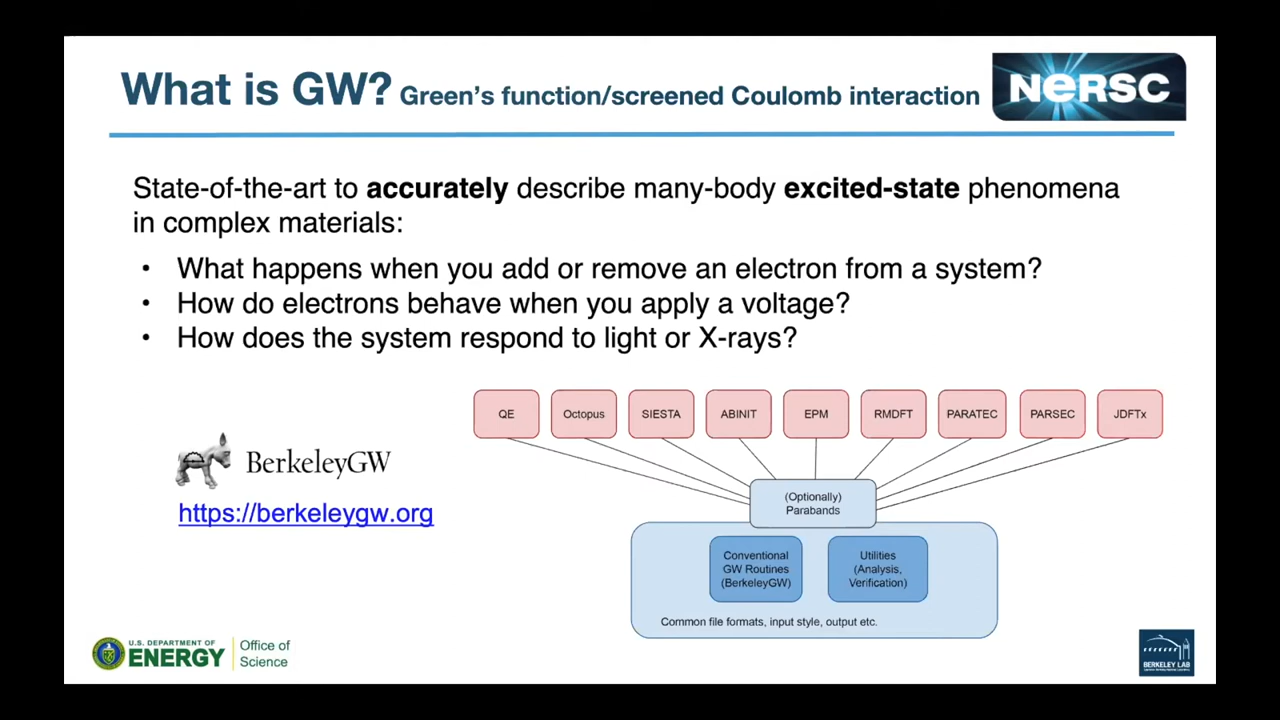 What is GW? Green's function/screened Coulomb interaction
NERSC
State-of-the-art to accurately describe many-body excited-state phenomena
in complex materials:
• What happens when you add or remove an electron from a system?
• How do electrons behave when you apply a voltage?
• How does the system respond to light or X-rays?
QE
Octopus
SIESTA
ABINIT
EPM
RMDFT
PARATEC
PARSEC
JDFTx
BerkeleyGW
https://berkeleygw.org
(Optionally)
Parabands
Conventional
GW Routines
(BerkeleyGW)
Utilities
(Analysis,
Verification)
Common file formats, input style, output etc.
U.S. DEPARTMENT OF
ENERGY
Office of
Science
BERKELEY LAB